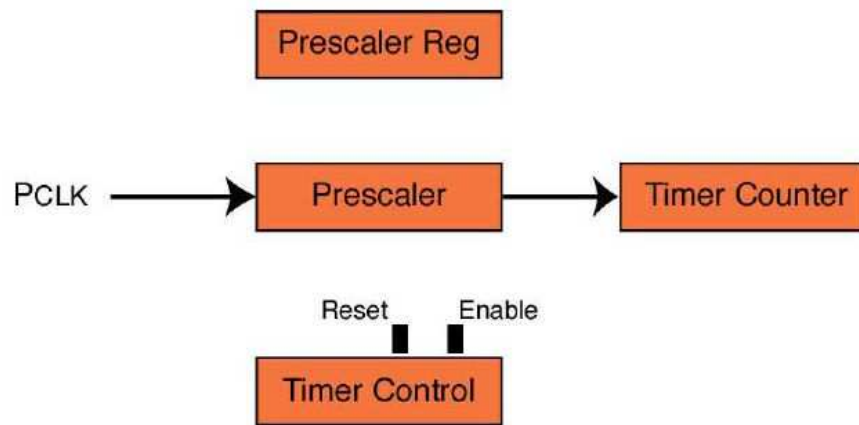 Prescaler Reg
PCLK
Prescaler
Timer Counter
Reset
Enable
Timer Control